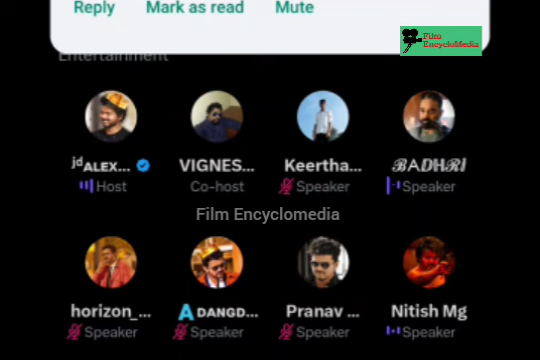 Reply Mark as read Mute
Film
EncycloMedia
Entertainment
jdALEX... VIGNES... Keertha... BADHRI
Host Co-host Speaker Speaker
Film Encyclomedia
horizon_... A DANGD... Pranav ... Nitish Mg
Speaker Speaker Speaker Speaker